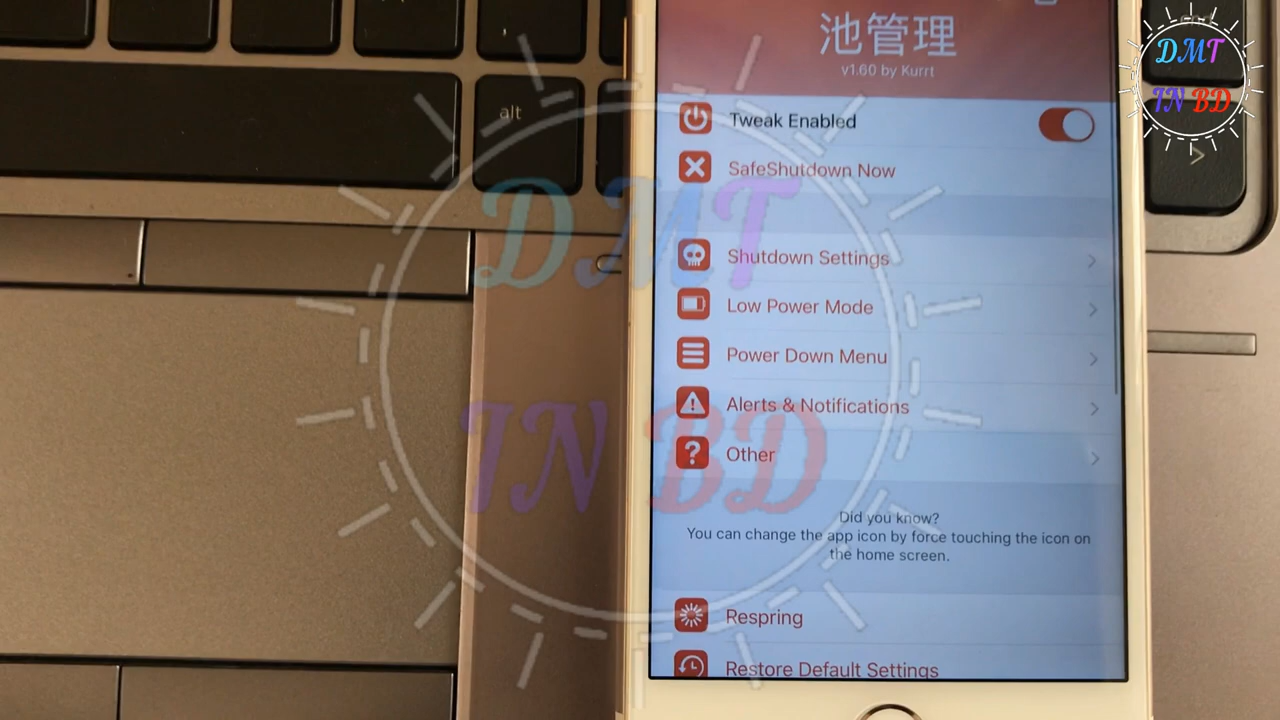 池管理
v1.60 by Kurrt
Tweak Enabled
SafeShutdown Now
Shutdown Settings
Low Power Mode
Power Down Menu
Alerts & Notifications
Other
Did you know?
You can change the app icon by force touching the icon on
the home screen.
Respring
Restore Default Settings
alt
DMT
IN BD
DMT
IN BD